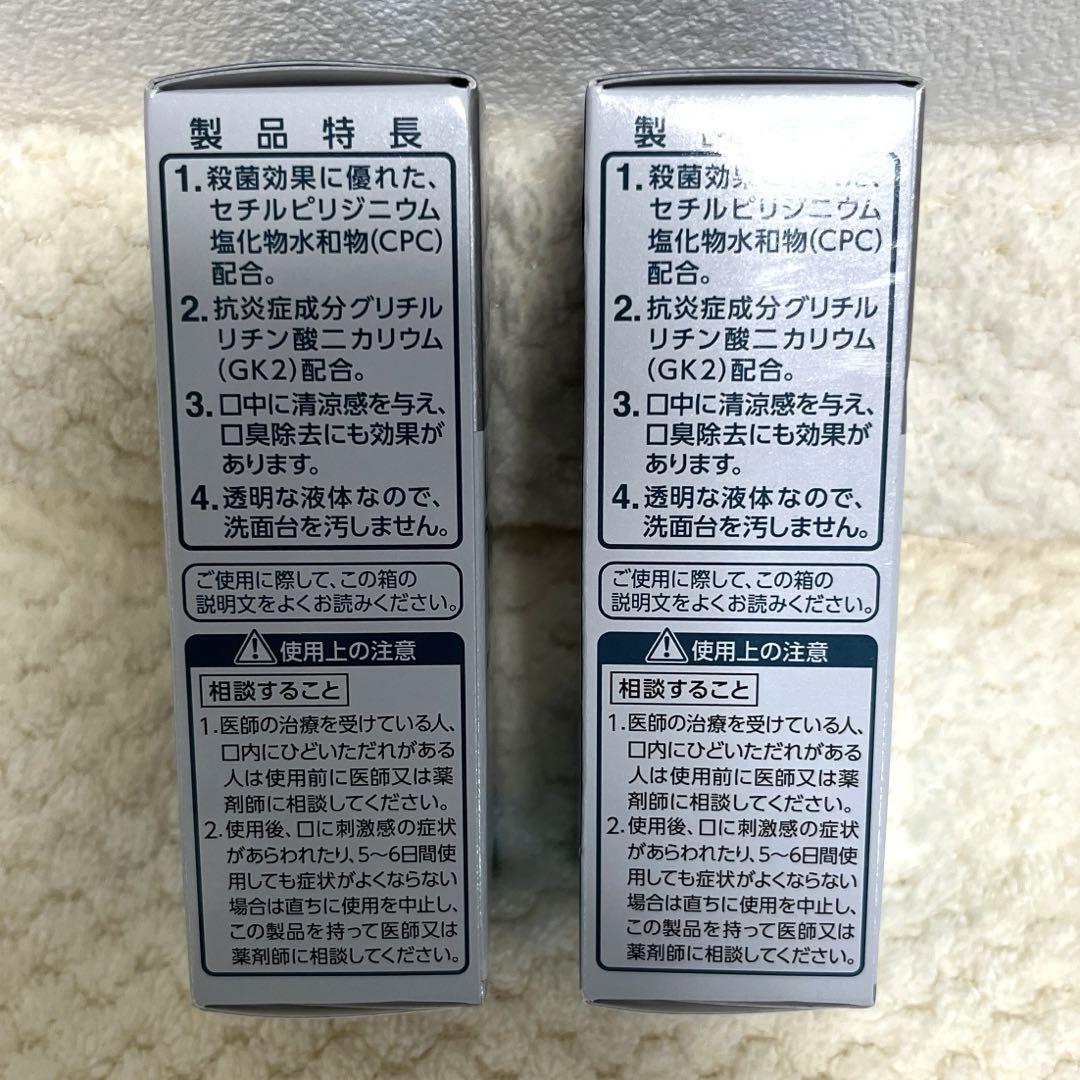 製品特長
1. 殺菌効果に優れた、
セチルピリジニウム
塩化物水和物(CPC)
配合。
2. 抗炎症成分グリチル
リチン酸二カリウム
(GK2)配合。
3. 口中に清涼感を与え、
口臭除去にも効果が
あります。
4. 透明な液体なので、
洗面台を汚しません。
ご使用に際して、この箱の
説明文をよくお読みください。
使用上の注意
相談すること
1. 医師の治療を受けている人、
口内にひどいただれがある
人は使用前に医師又は薬
剤師に相談してください。
2. 使用後、口に刺激感の症状
があらわれたり、5〜6日間使
用しても症状がよくならない
場合は直ちに使用を中止し、
この製品を持って医師又は
薬剤師に相談してください。
製
1. 殺菌効果に優れた、
セチルピリジニウム
塩化物水和物(CPC)
配合。
2. 抗炎症成分グリチル
リチン酸二カリウム
(GK2)配合。
3. 口中に清涼感を与え、
口臭除去にも効果が
あります。
4. 透明な液体なので、
洗面台を汚しません。
ご使用に際して、この箱の
説明文をよくお読みください。
使用上の注意
相談すること
1. 医師の治療を受けている人、
口内にひどいただれがある
人は使用前に医師又は薬
剤師に相談してください。
2. 使用後、口に刺激感の症状
があらわれたり、5〜6日間使
用しても症状がよくならない
場合は直ちに使用を中止し、
この製品を持って医師又は
薬剤師に相談してください。